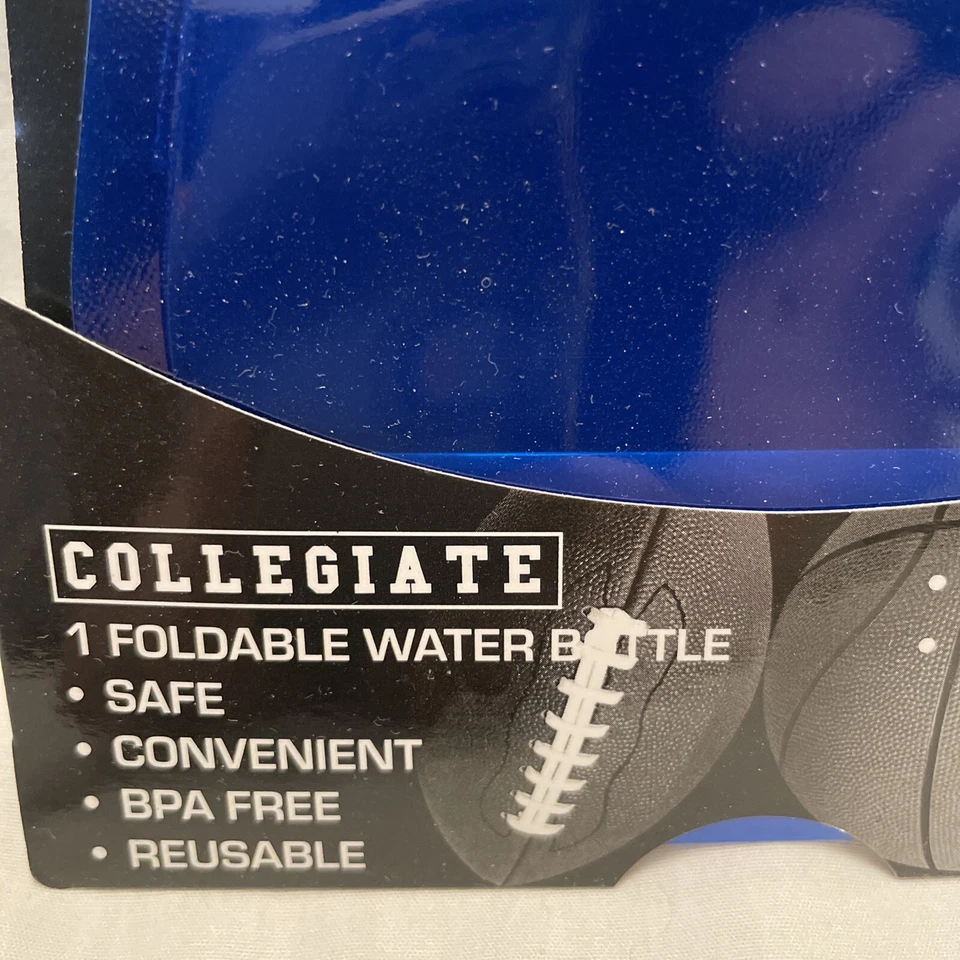 COLLEGIATE
1 FOLDABLE WATER BOTTLE
• SAFE
• CONVENIENT
• BPA FREE
• REUSABLE